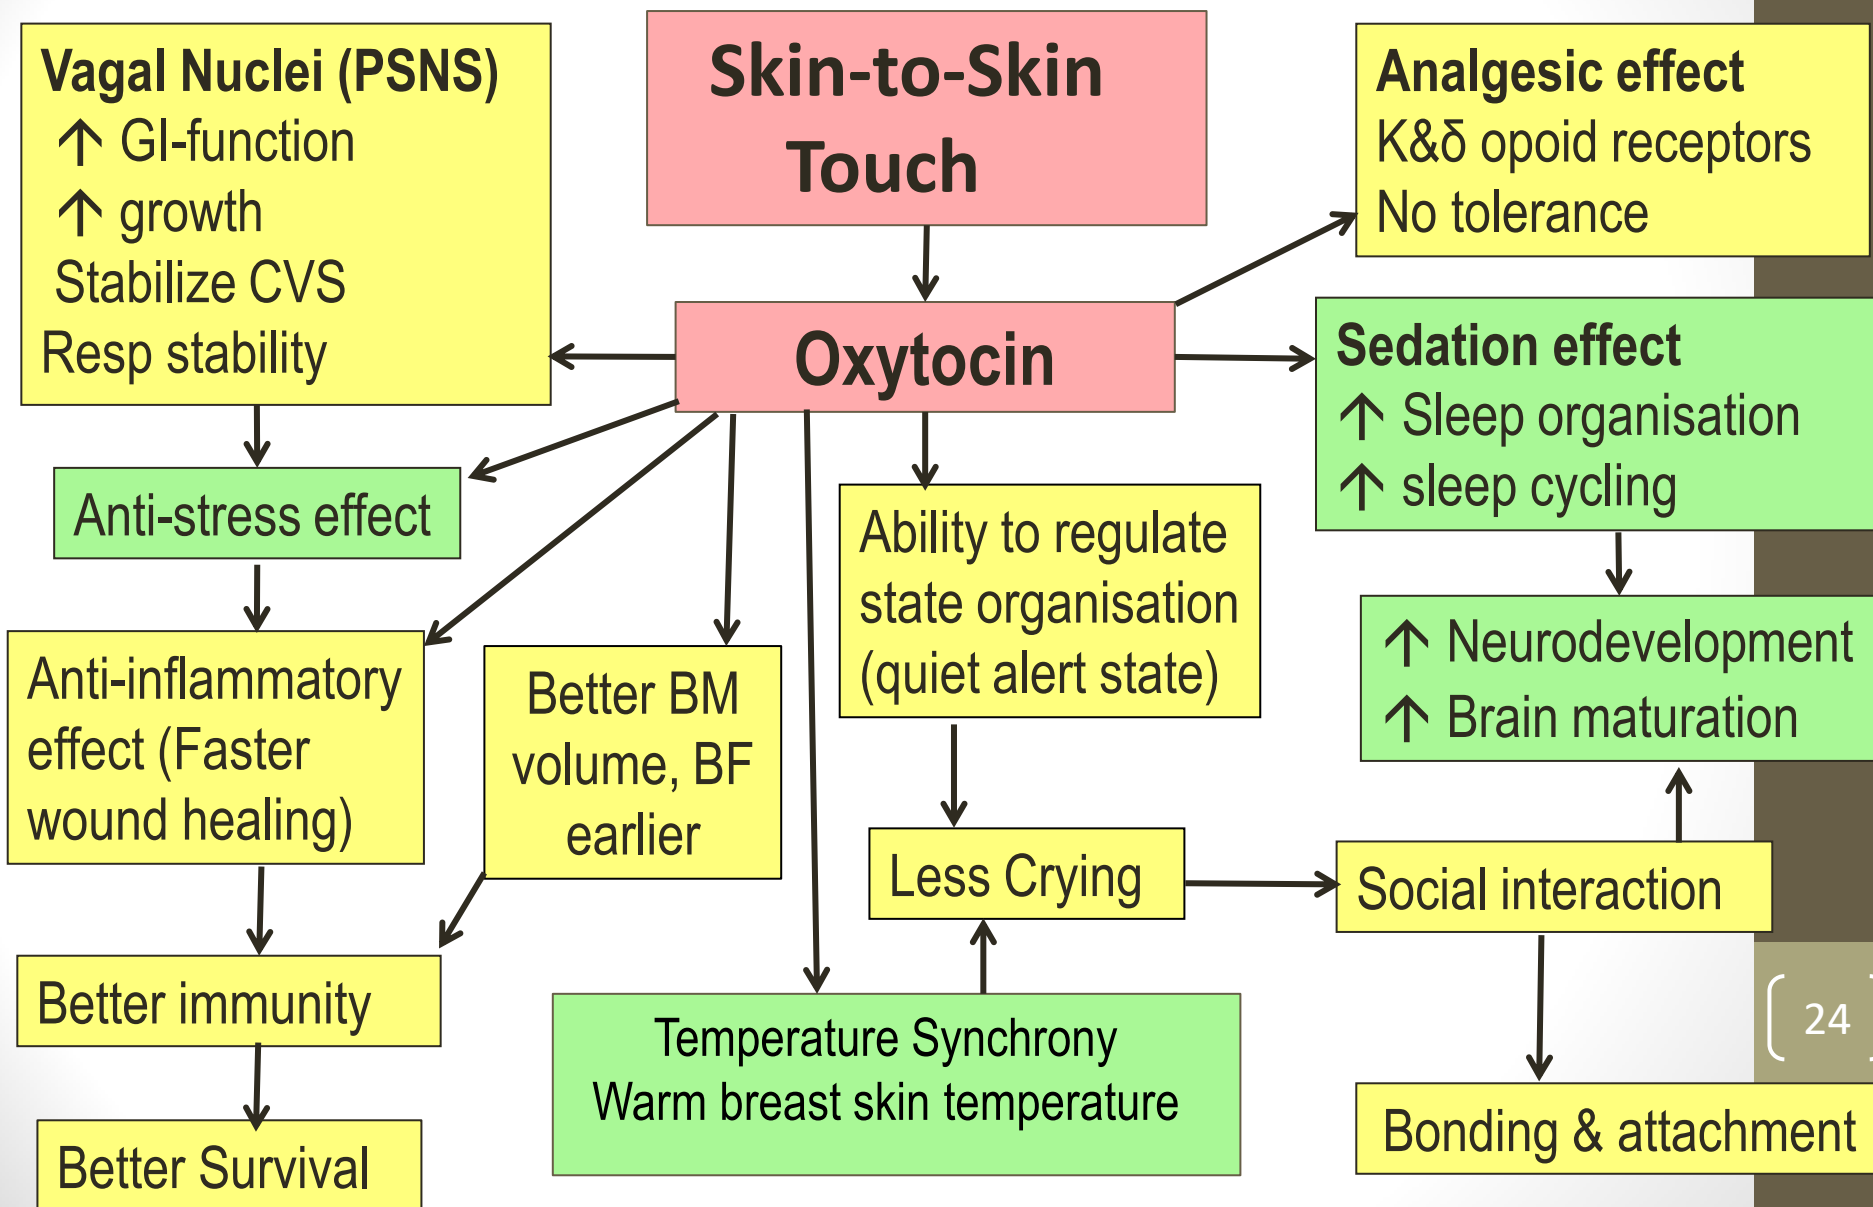 Skin-to-Skin
Touch
Vagal Nuclei (PSNS)
↑ GI-function
↑ growth
Stabilize CVS
Resp stability
Analgesic effect
K&δ opoid receptors
No tolerance
Oxytocin
Sedation effect
↑ Sleep organisation
↑ sleep cycling
Anti-stress effect
Ability to regulate
state organisation
(quiet alert state)
↑ Neurodevelopment
↑ Brain maturation
Anti-inflammatory
effect (Faster
wound healing)
Better BM
volume, BF
earlier
Less Crying
Social interaction
Better immunity
Temperature Synchrony
Warm breast skin temperature
24
Bonding & attachment
Better Survival